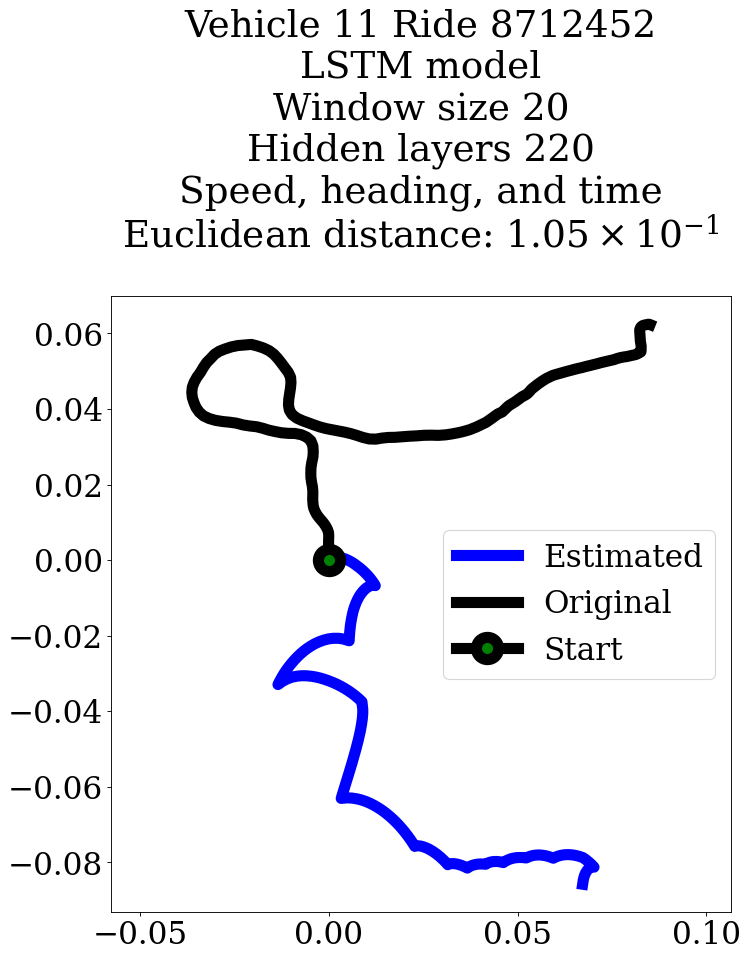 Vehicle 11 Ride 8712452
LSTM model
Window size 20
Hidden layers 220
Speed, heading, and time
Euclidean distance: 1.05 × 10⁻¹
0.06
0.04
0.02
0.00
−0.02
−0.04
−0.06
−0.08
Estimated
Original
Start
−0.05
0.00
0.05
0.10